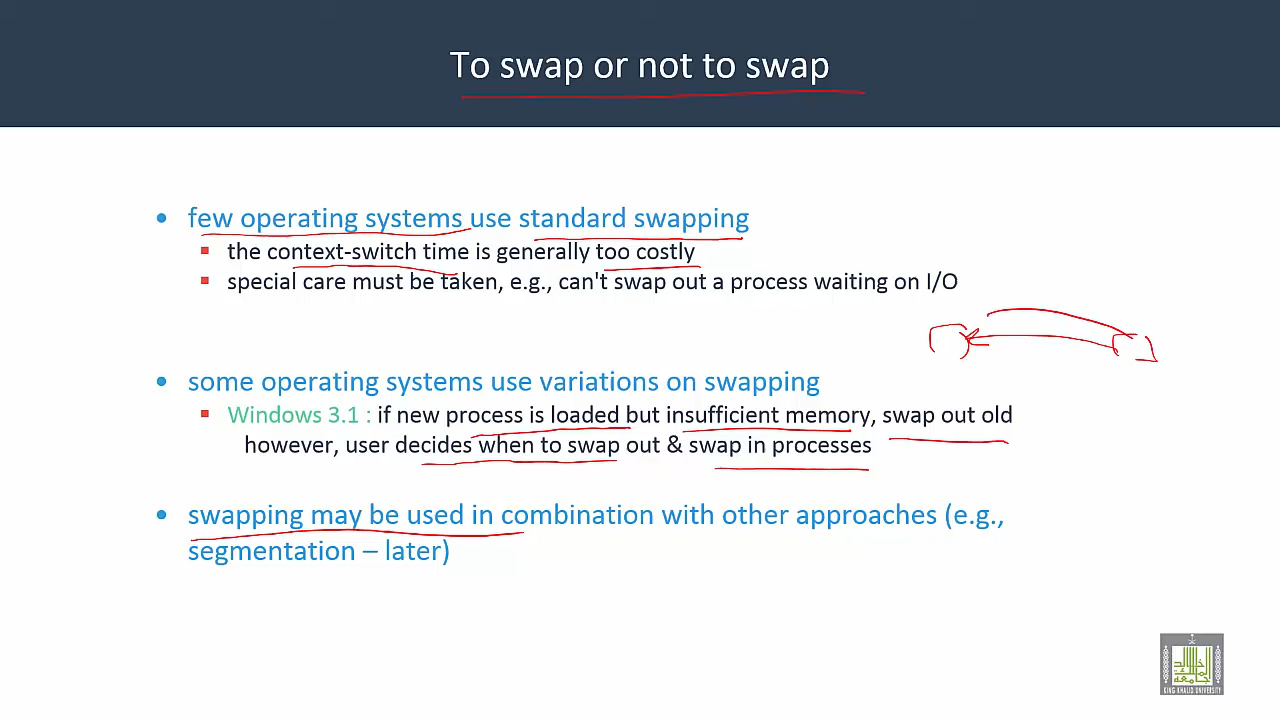 To swap or not to swap
• few operating systems use standard swapping
▪ the context-switch time is generally too costly
▪ special care must be taken, e.g., can't swap out a process waiting on I/O
• some operating systems use variations on swapping
▪ Windows 3.1 : if new process is loaded but insufficient memory, swap out old
however, user decides when to swap out & swap in processes
• swapping may be used in combination with other approaches (e.g.,
segmentation – later)
KING KHALID UNIVERSITY